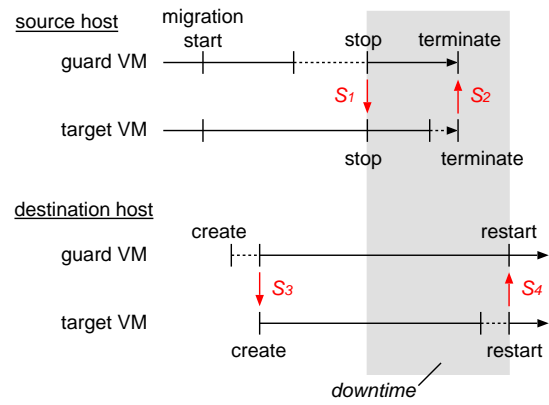 source host
migration
start
stop
terminate
guard VM
S1
S2
target VM
stop
terminate
destination host
create
restart
guard VM
S3
S4
target VM
create
restart
downtime